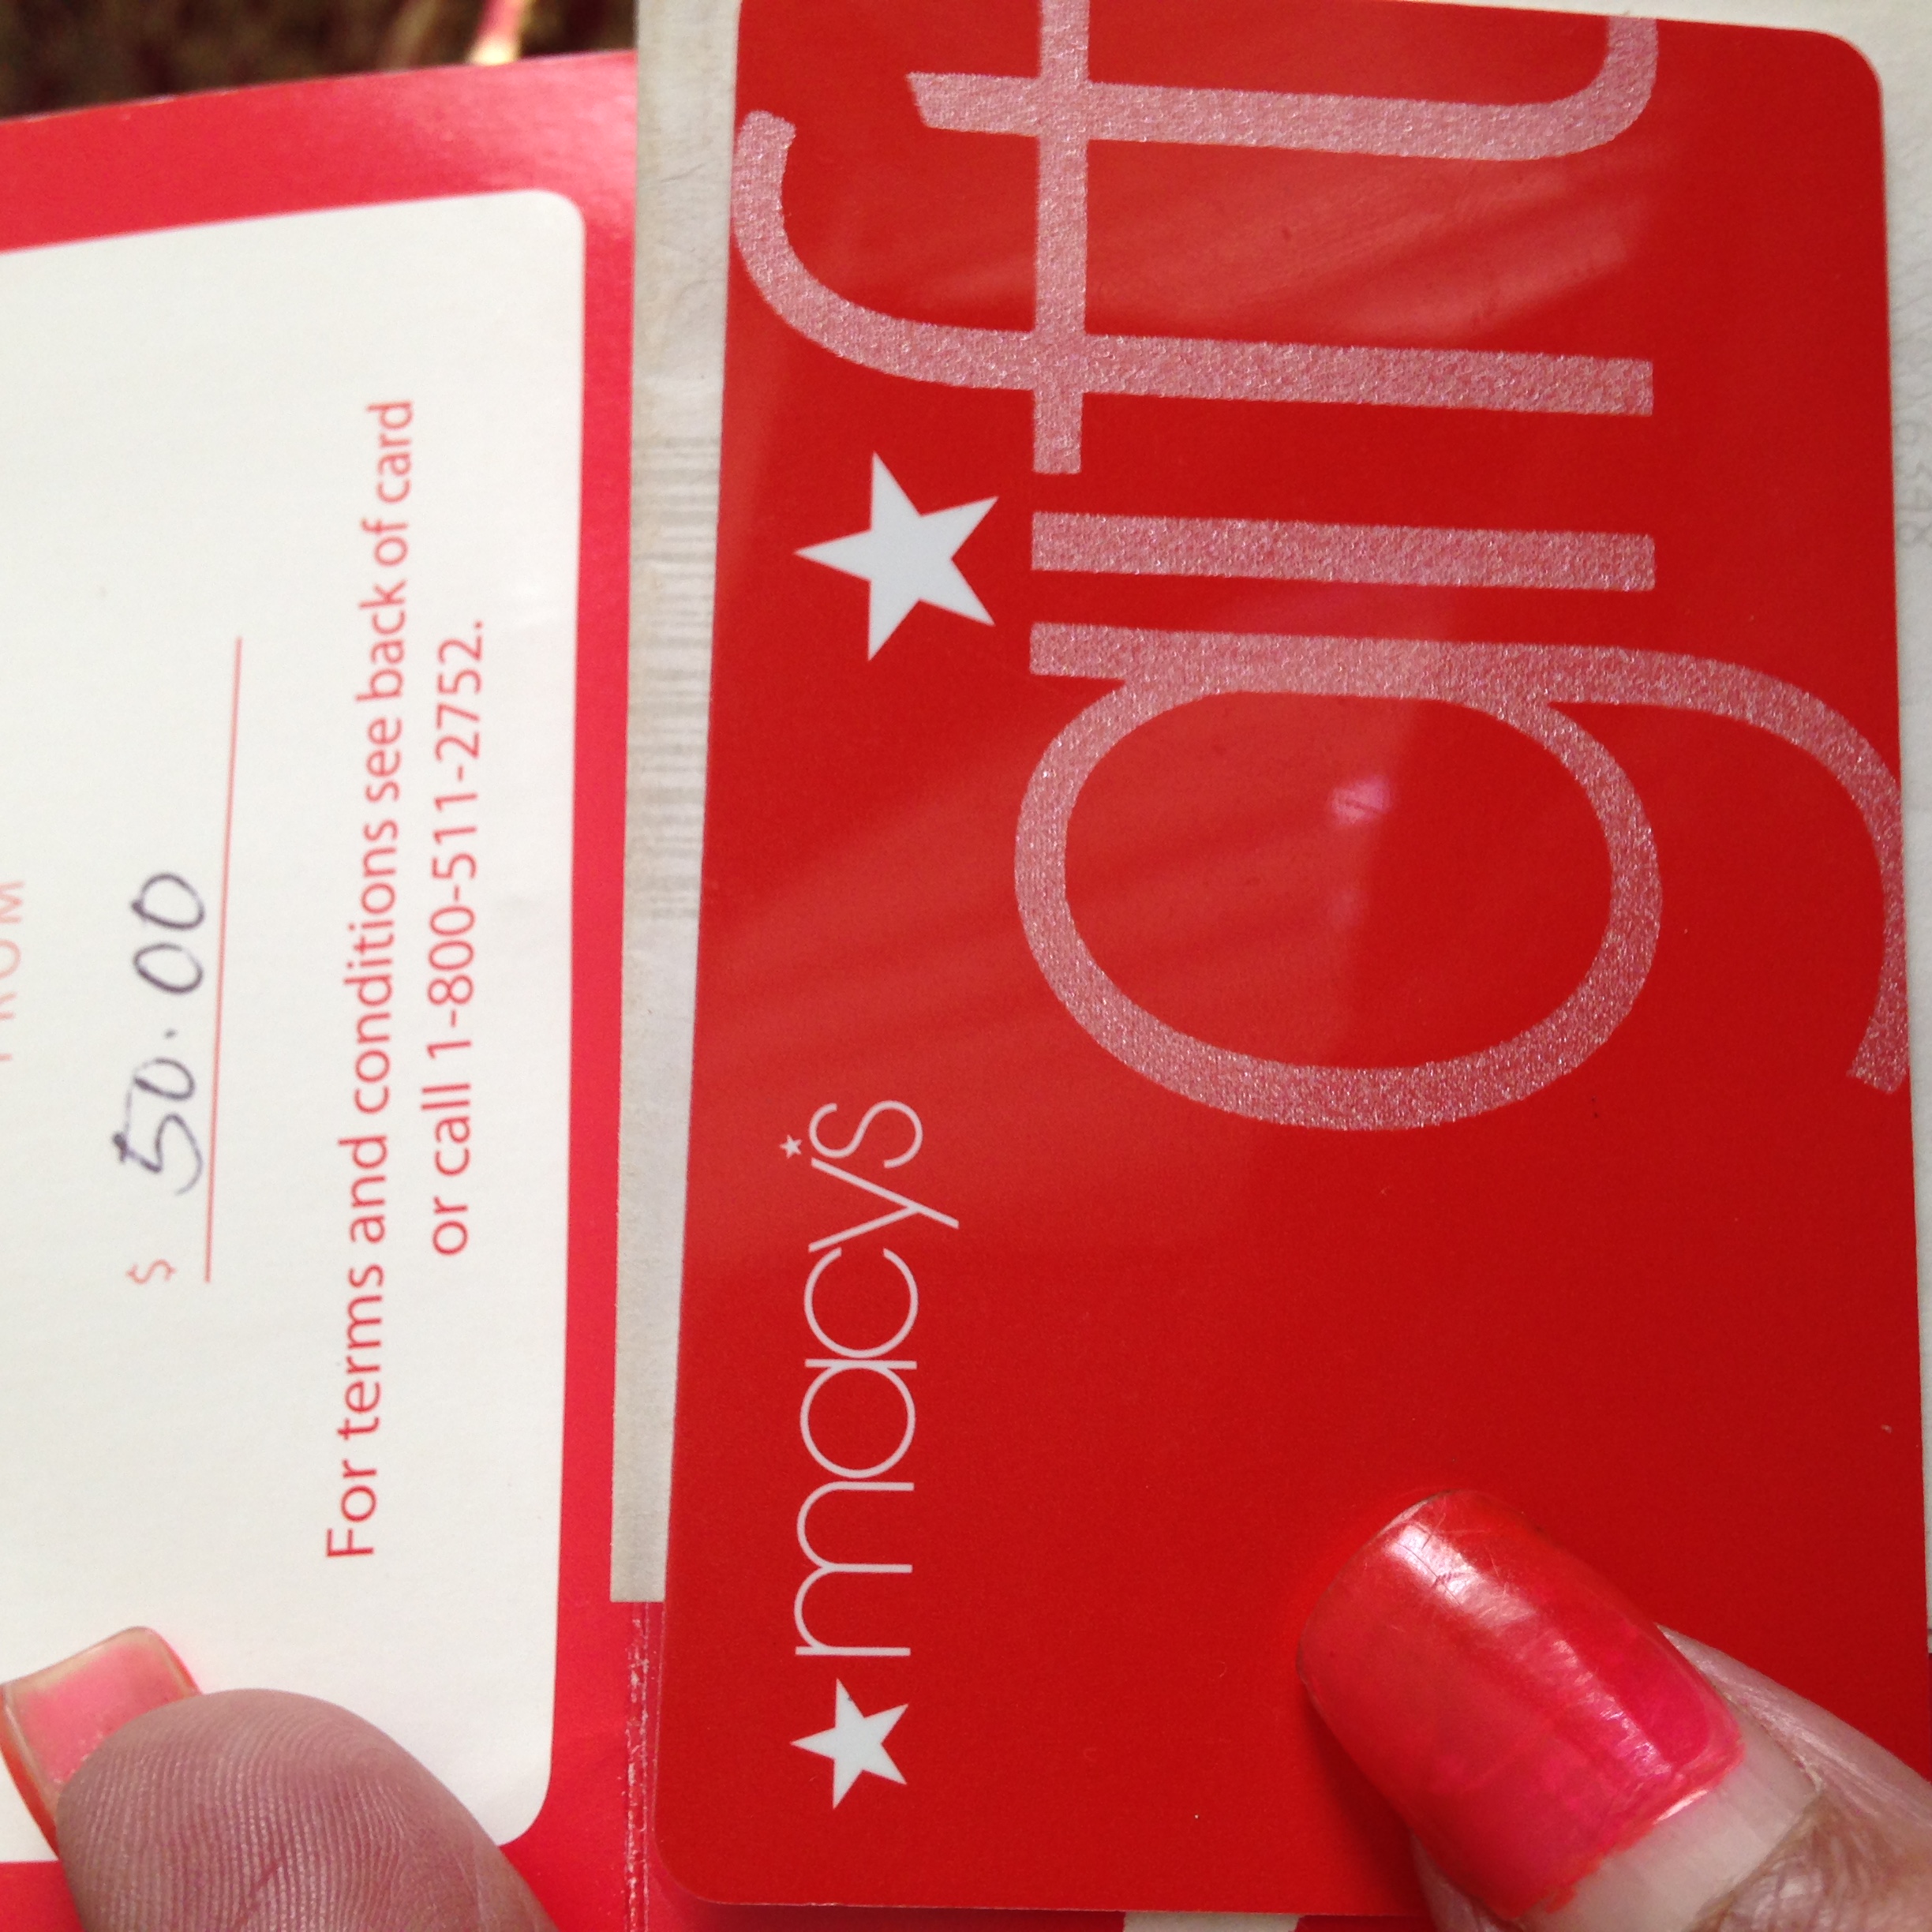 FROM
$ 50.00
For terms and conditions see back of card
or call 1-800-511-2752.
macy's
gift